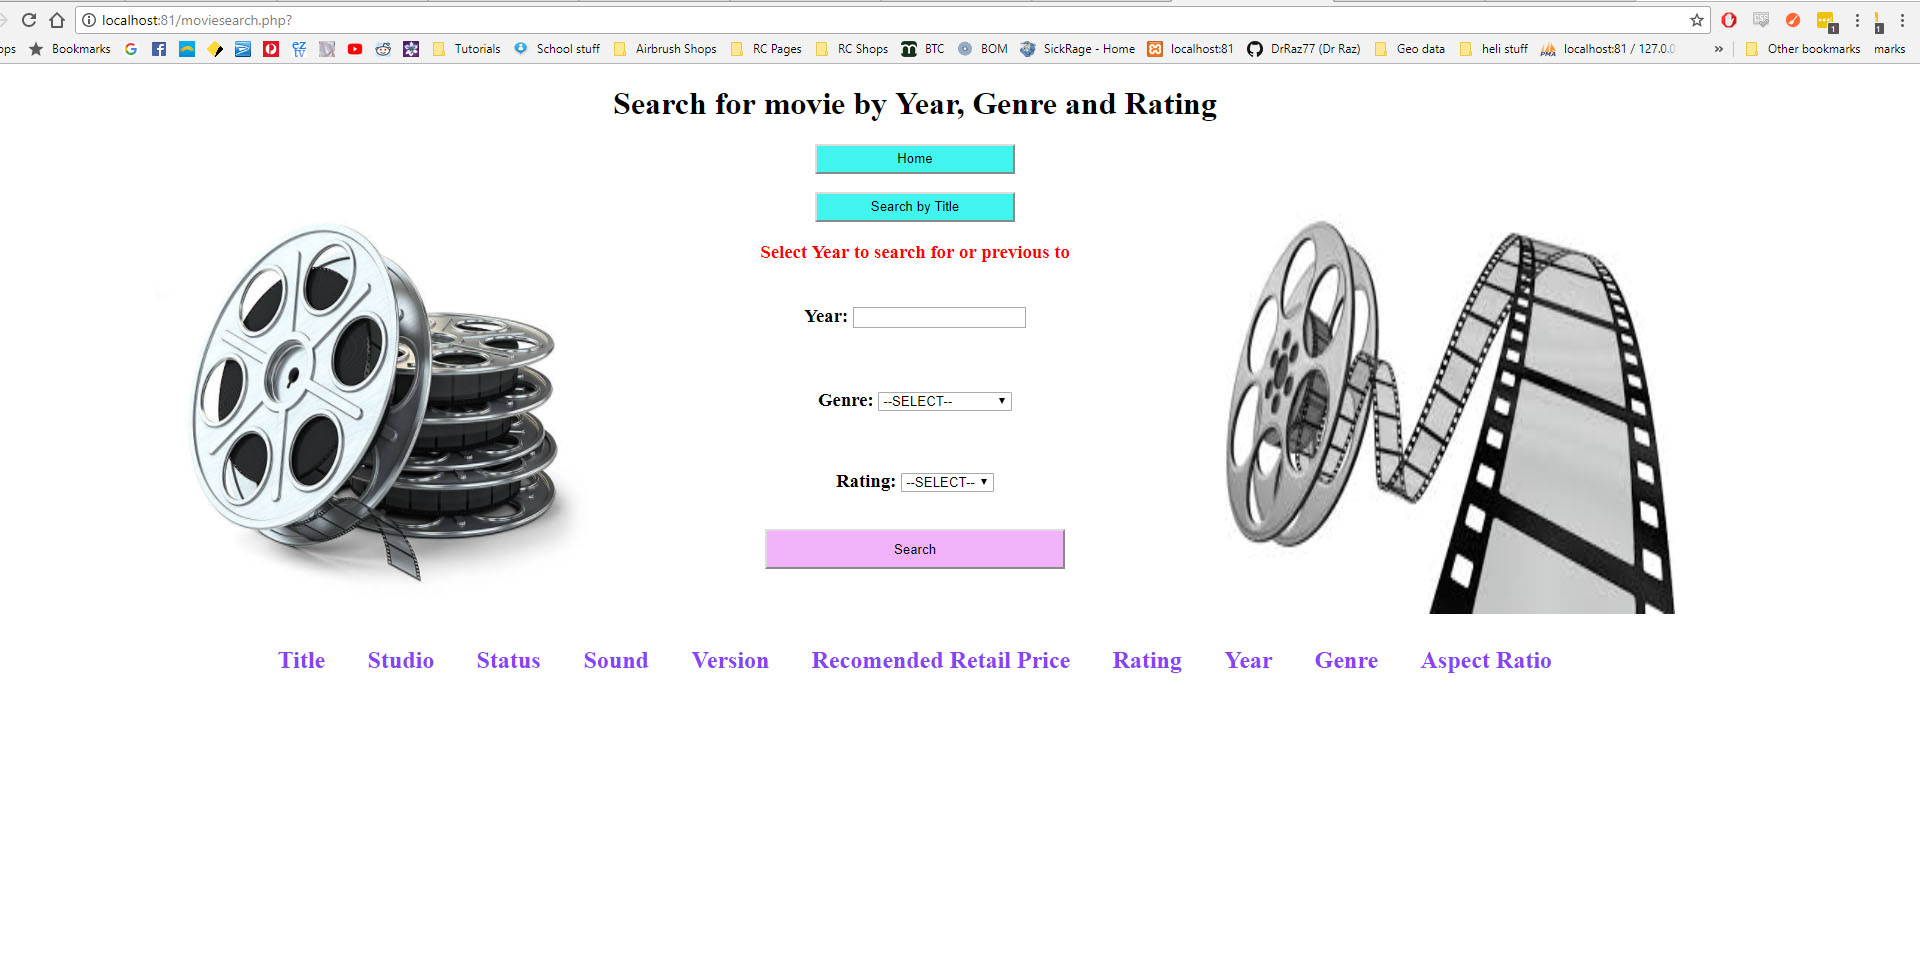 localhost:81/moviesearch.php?
ops Bookmarks Tutorials School stuff Airbrush Shops RC Pages RC Shops BTC BOM SickRage - Home localhost:81 DrRaz77 (Dr Raz) Geo data heli stuff localhost:81 / 127.0.0 » Other bookmarks marks
Search for movie by Year, Genre and Rating
Home
Search by Title
Select Year to search for or previous to
Year:
Genre: --SELECT--
Rating: --SELECT--
Search
Title Studio Status Sound Version Recomended Retail Price Rating Year Genre Aspect Ratio